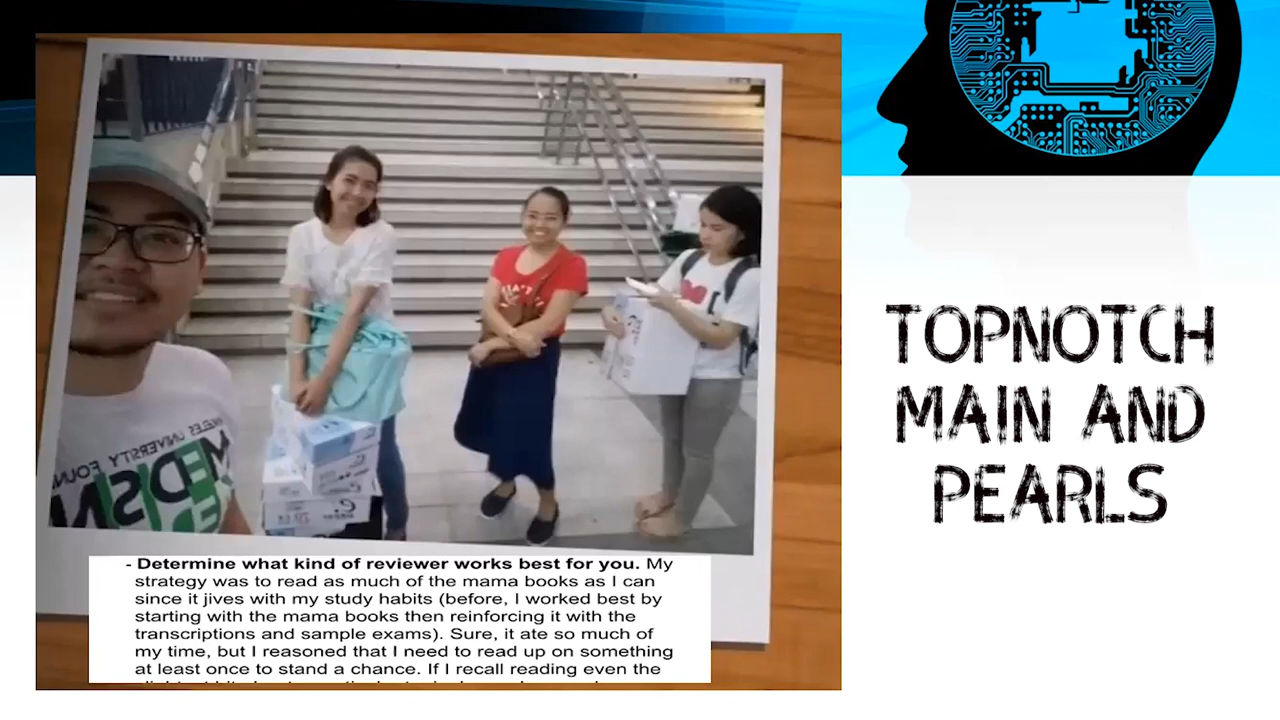 TOPNOTCH
MAIN AND
PEARLS
- Determine what kind of reviewer works best for you. My
strategy was to read as much of the mama books as I can
since it jives with my study habits (before, I worked best by
starting with the mama books then reinforcing it with the
transcriptions and sample exams). Sure, it ate so much of
my time, but I reasoned that I need to read up on something
at least once to stand a chance. If I recall reading even the
UNIVERSITY FOUN